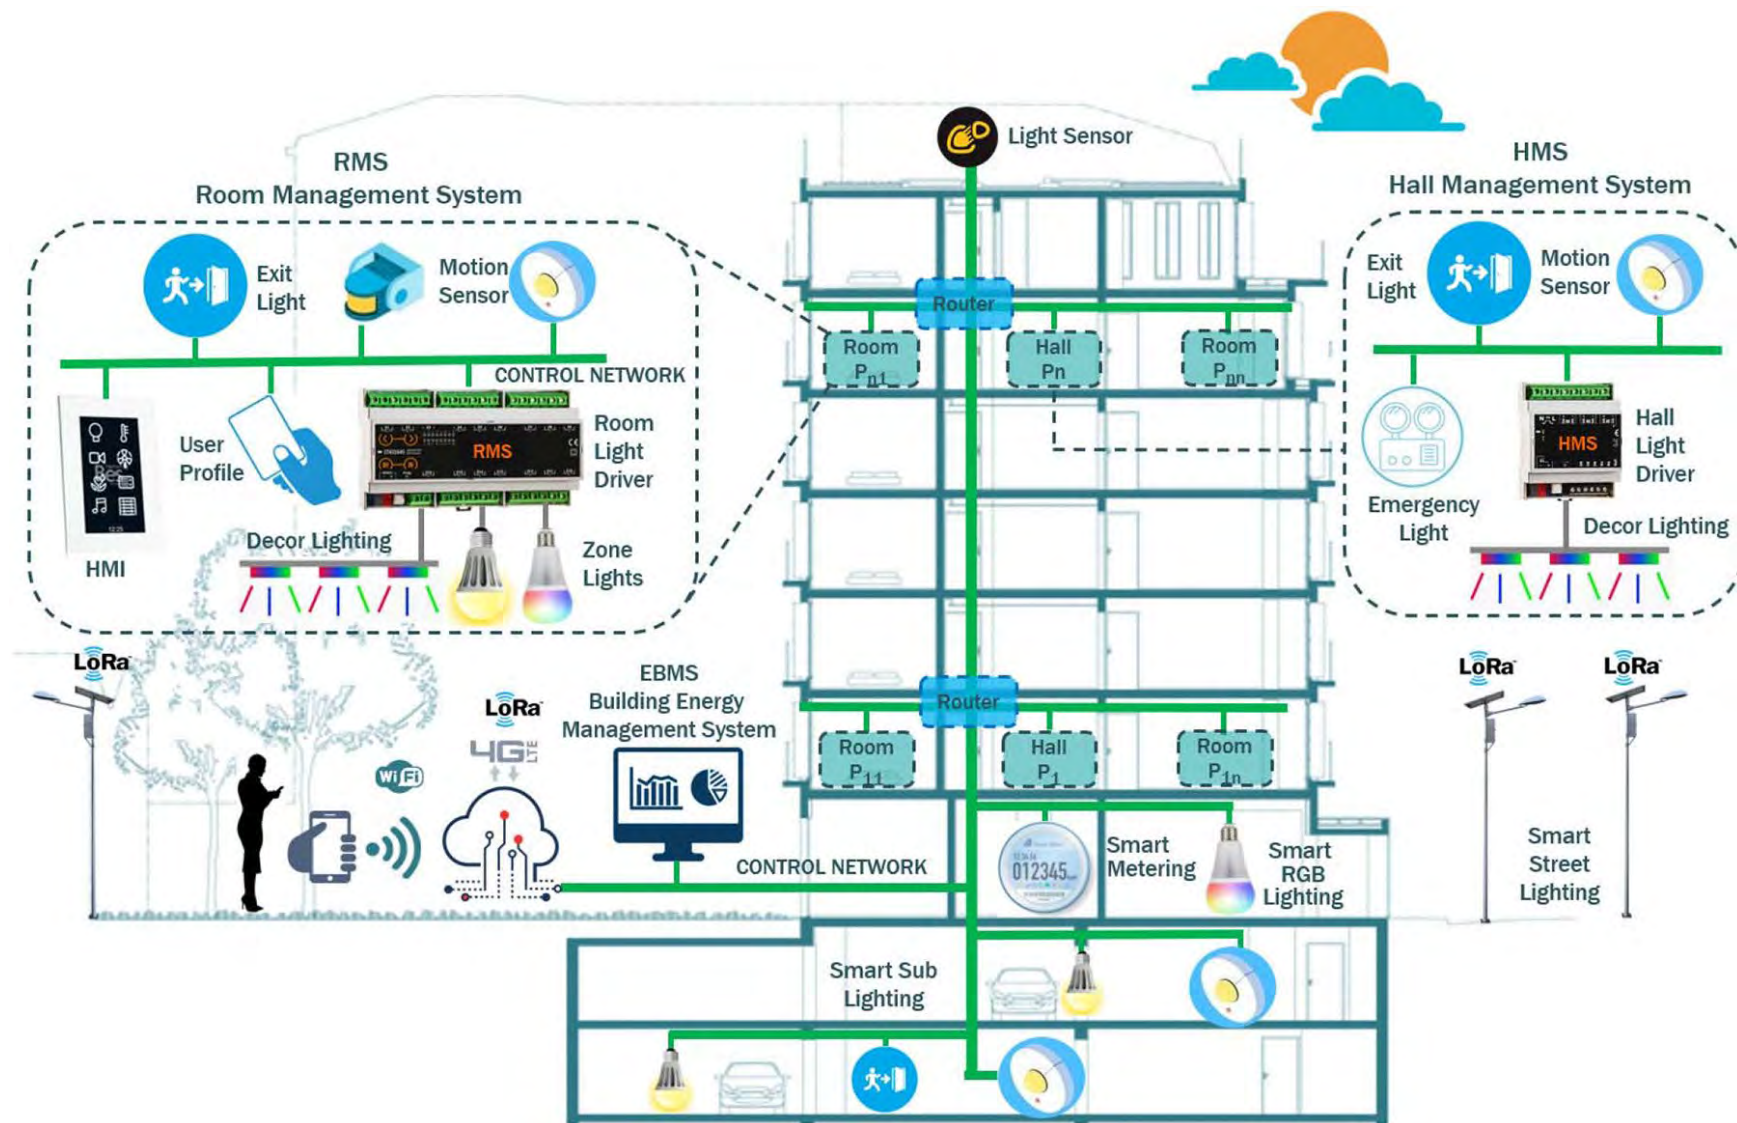 Light Sensor
RMS
Room Management System
HMS
Hall Management System
Exit
Light
Motion
Sensor
CONTROL NETWORK
HMI
12:25
User
Profile
RMS
Room
Light
Driver
Decor Lighting
Zone
Lights
Router
Room
Pn1
Hall
Pn
Room
Pnn
Exit
Light
Motion
Sensor
Emergency
Light
HMS
Hall
Light
Driver
Decor Lighting
LoRa
LoRa
4G LTE
WiFi
EBMS
Building Energy
Management System
CONTROL NETWORK
Router
Room
P11
Hall
P1
Room
P1n
012345
Smart
Metering
Smart
RGB
Lighting
LoRa
LoRa
Smart
Street
Lighting
Smart Sub
Lighting